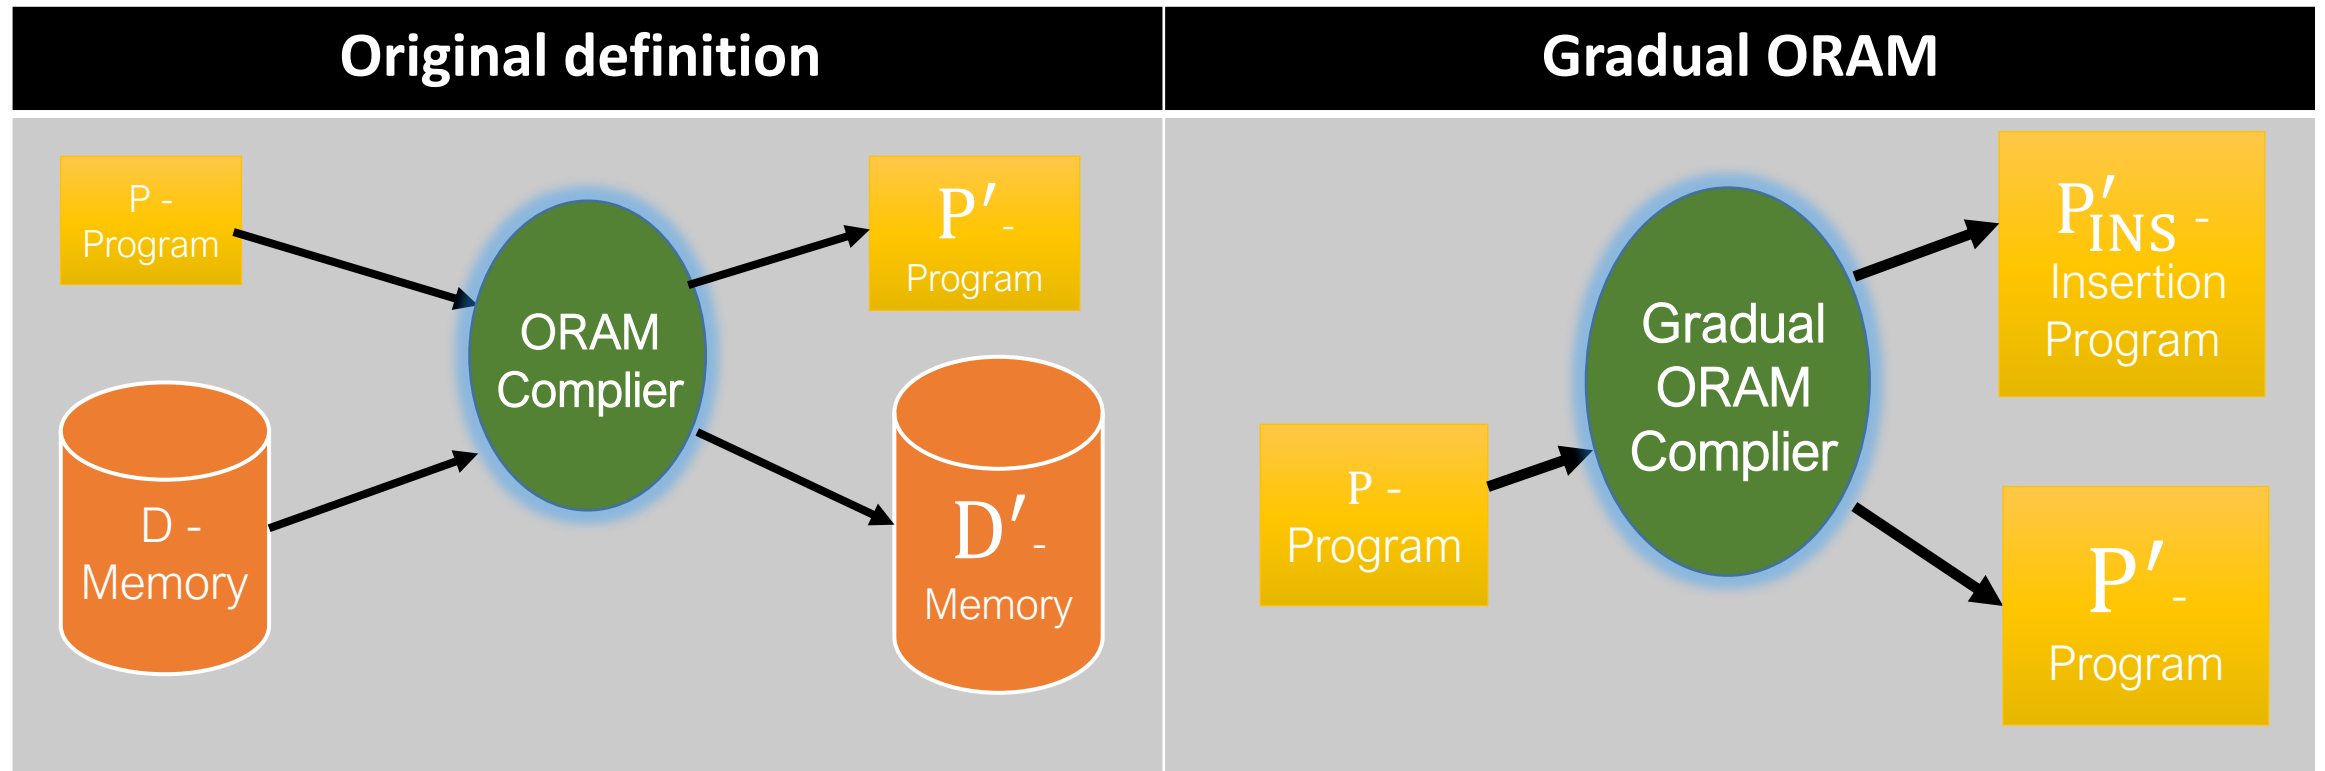 Original definition
Gradual ORAM
P -
Program
ORAM
Complier
D -
Memory
P′ -
Program
D′ -
Memory
P -
Program
Gradual
ORAM
Complier
P′INS -
Insertion
Program
P′ -
Program